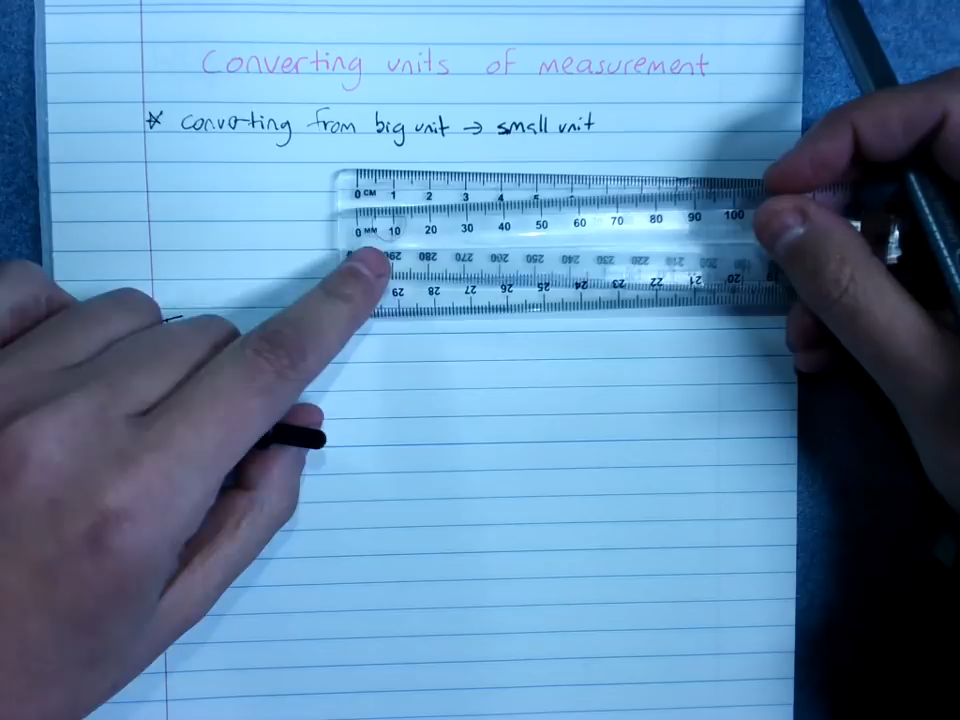 Converting units of measurement
* converting from big unit → small unit
0 CM 1 2 3 4 5 7
0 MM 10 20 30 40 50 60 70 80 90 100
280 270 260 250 240 230 220 210 200
29 28 27 26 25 24 23 22 21 20